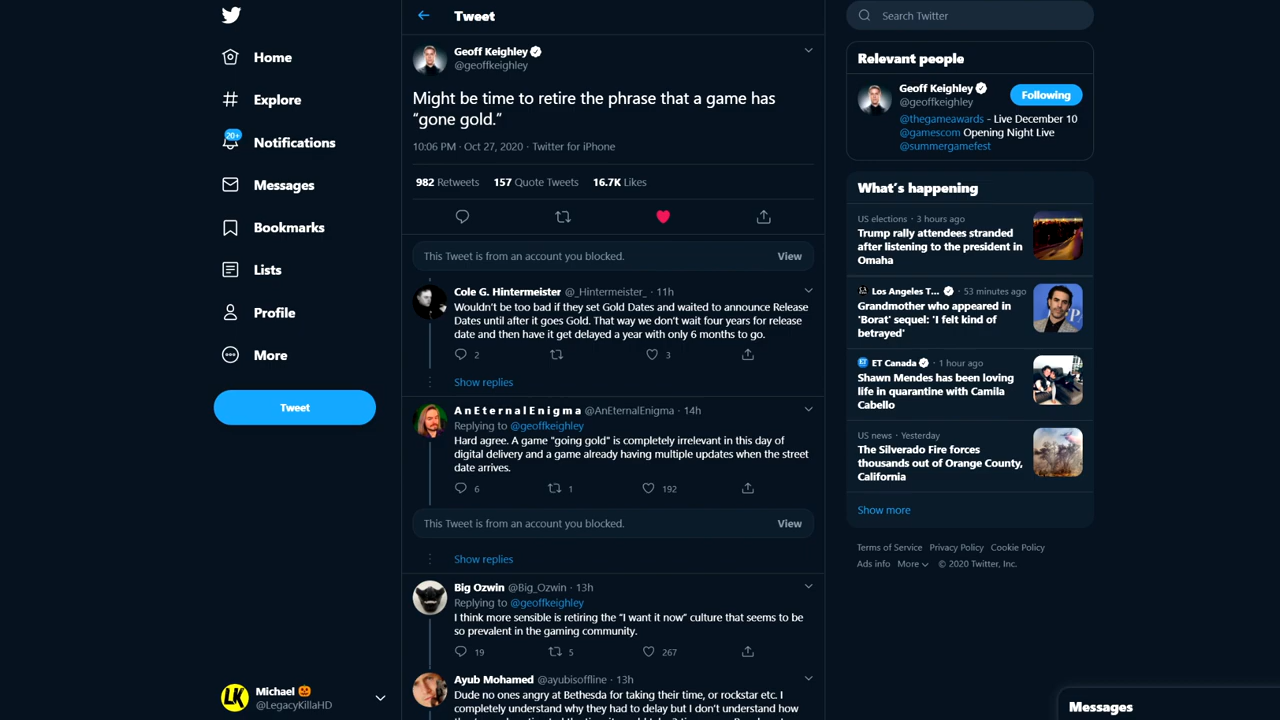 Home
Explore
20+
Notifications
Messages
Bookmarks
Lists
Profile
More
Tweet
Michael
@LegacyKillaHD
Tweet
Geoff Keighley
@geoffkeighley
Might be time to retire the phrase that a game has
“gone gold.”
10:06 PM · Oct 27, 2020 · Twitter for iPhone
982 Retweets 157 Quote Tweets 16.7K Likes
This Tweet is from an account you blocked. View
Cole G. Hintermeister @_Hintermeister_ · 11h
Wouldn't be too bad if they set Gold Dates and waited to announce Release
Dates until after it goes Gold. That way we don't wait four years for release
date and then have it get delayed a year with only 6 months to go.
2 3
Show replies
A n E t e r n a l E n i g m a @AnEternalEnigma · 14h
Replying to @geoffkeighley
Hard agree. A game "going gold" is completely irrelevant in this day of
digital delivery and a game already having multiple updates when the street
date arrives.
6 1 192
This Tweet is from an account you blocked. View
Show replies
Big Ozwin @Big_Ozwin · 13h
Replying to @geoffkeighley
I think more sensible is retiring the “I want it now” culture that seems to be
so prevalent in the gaming community.
19 5 267
Ayub Mohamed @ayubisoffline · 13h
Dude no ones angry at Bethesda for taking their time, or rockstar etc. I
completely understand why they had to delay but I don't understand how
Search Twitter
Relevant people
Geoff Keighley
@geoffkeighley
Following
@thegameawards - Live December 10
@gamescom Opening Night Live
@summergamefest
What's happening
US elections · 3 hours ago
Trump rally attendees stranded
after listening to the president in
Omaha
Los Angeles T... · 53 minutes ago
Grandmother who appeared in
'Borat' sequel: 'I felt kind of
betrayed'
ET Canada · 1 hour ago
Shawn Mendes has been loving
life in quarantine with Camila
Cabello
US news · Yesterday
The Silverado Fire forces
thousands out of Orange County,
California
Show more
Terms of Service Privacy Policy Cookie Policy
Ads info More © 2020 Twitter, Inc.
Messages